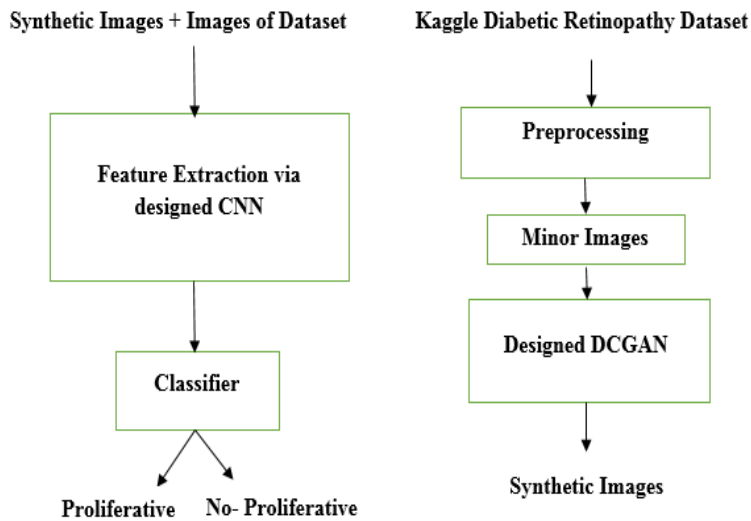 Synthetic Images + Images of Dataset
Feature Extraction via
designed CNN
Classifier
Proliferative
No- Proliferative
Kaggle Diabetic Retinopathy Dataset
Preprocessing
Minor Images
Designed DCGAN
Synthetic Images